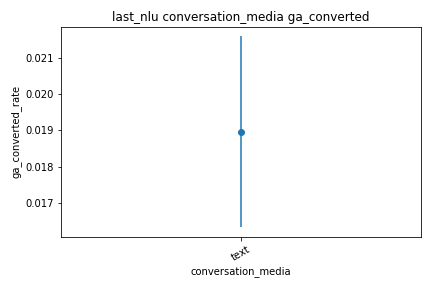 last_nlu conversation_media ga_converted
ga_converted_rate
0.021
0.020
0.019
0.018
0.017
text
conversation_media